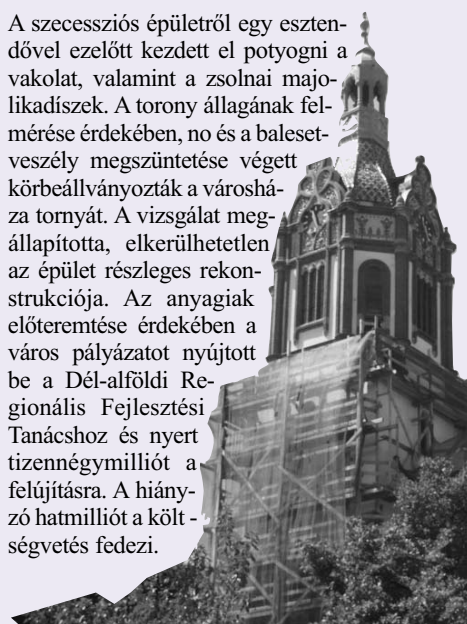 A szecessziós épületről egy eszten-
dővel ezelőtt kezdett el potyogni a
vakolat, valamint a zsolnai majo-
likadíszek. A torony állagának fel-
mérése érdekében, no és a baleset-
veszély megszüntetése végett
körbeállványozták a városhá-
za tornyát. A vizsgálat meg-
állapította, elkerülhetetlen
az épület részleges rekon-
strukciója. Az anyagiak
előteremtése érdekében a
város pályázatot nyújtott
be a Dél-alföldi Re-
gionális Fejlesztési
Tanácshoz és nyert
tizennégymilliót a
felújításra. A hiány-
zó hatmilliót a költ -
ségvetés fedezi.